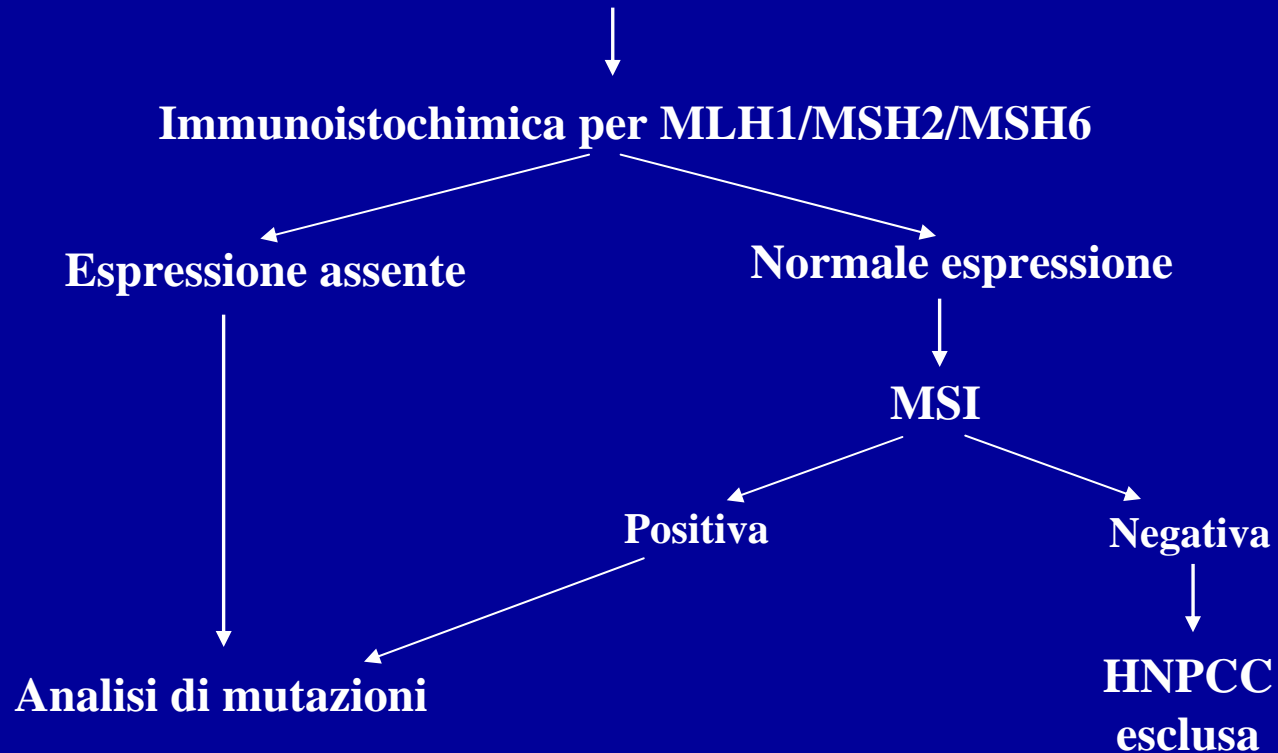 Immunoistochimica per MLH1/MSH2/MSH6
Espressione assente
Normale espressione
MSI
Positiva
Negativa
Analisi di mutazioni
HNPCC
esclusa